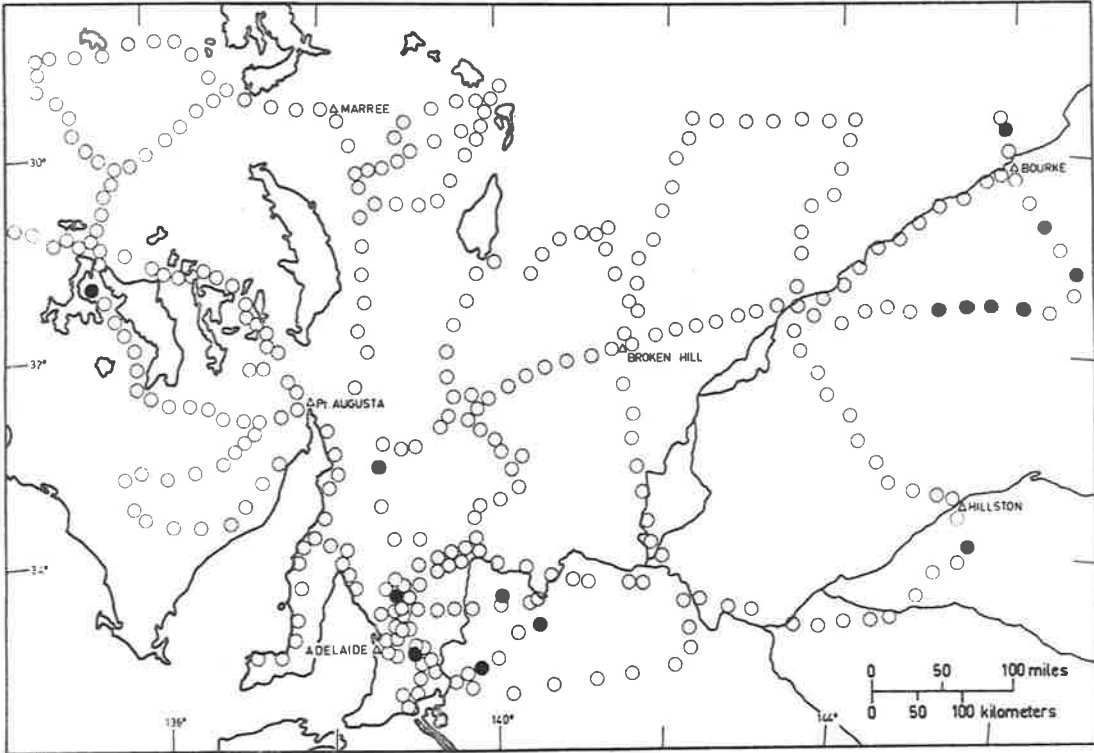 MARREE
30°
BOURKE
37°
BROKEN HILL
Pt. AUGUSTA
HILLSTON
34°
ADELAIDE
0 50 100 miles
0 50 100 kilometers
136°
140°
144°